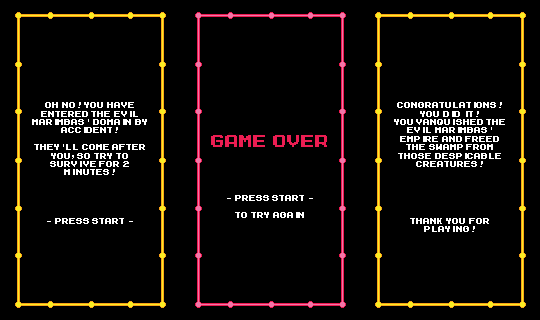 OH NO! YOU HAVE
ENTERED THE EVIL
MARIMBAS' DOMAIN BY
ACCIDENT!
THEY'LL COME AFTER
YOU, SO TRY TO
SURVIVE FOR 2
MINUTES!
- PRESS START -
GAME OVER
- PRESS START -
TO TRY AGAIN
CONGRATULATIONS!
YOU DID IT!
YOU VANQUISHED THE
EVIL MARIMBAS'
EMPIRE AND FREED
THE SWAMP FROM
THOSE DESPICABLE
CREATURES!
THANK YOU FOR
PLAYING!